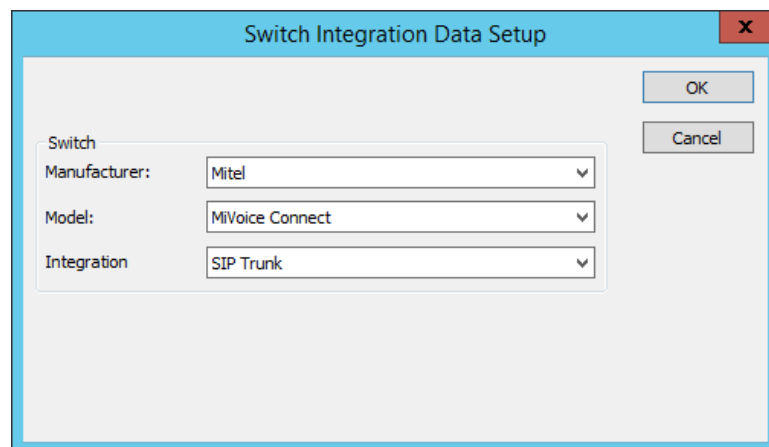 Switch Integration Data Setup
x
OK
Cancel
Switch
Manufacturer:
Mitel
Model:
MiVoice Connect
Integration
SIP Trunk